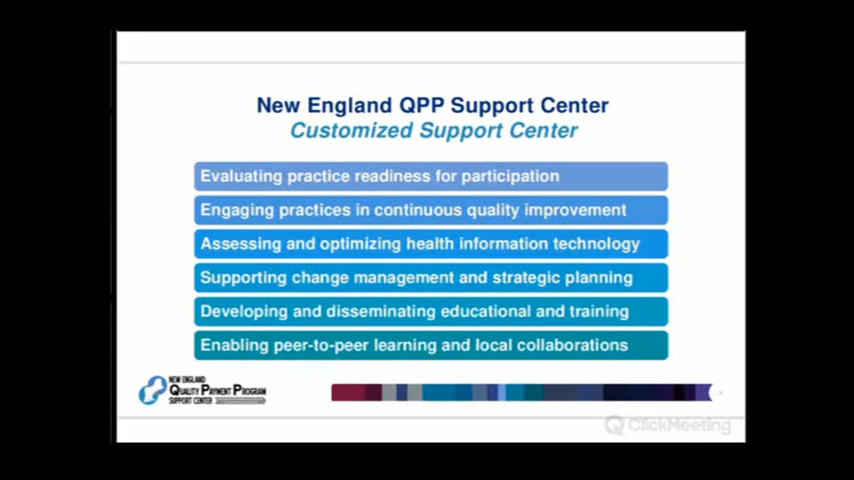 New England QPP Support Center
Customized Support Center
Evaluating practice readiness for participation
Engaging practices in continuous quality improvement
Assessing and optimizing health information technology
Supporting change management and strategic planning
Developing and disseminating educational and training
Enabling peer-to-peer learning and local collaborations
NEW ENGLAND
QUALITY PAYMENT PROGRAM
SUPPORT CENTER
ClickMeeting